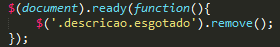 $(document).ready(function(){
    $('.descricao.esgotado').remove();
});